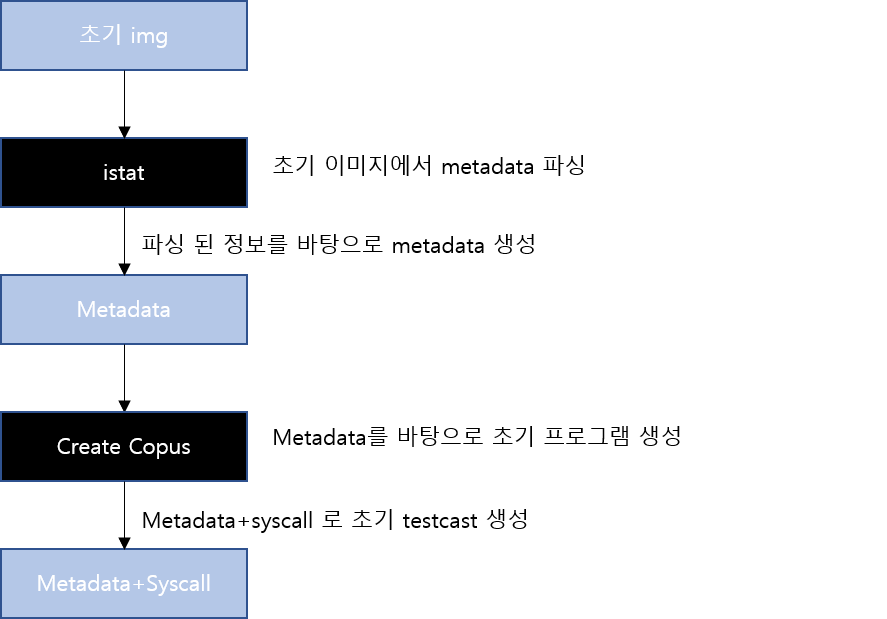 초기 img
istat
초기 이미지에서 metadata 파싱
파싱 된 정보를 바탕으로 metadata 생성
Metadata
Create Copus
Metadata를 바탕으로 초기 프로그램 생성
Metadata+syscall 로 초기 testcast 생성
Metadata+Syscall